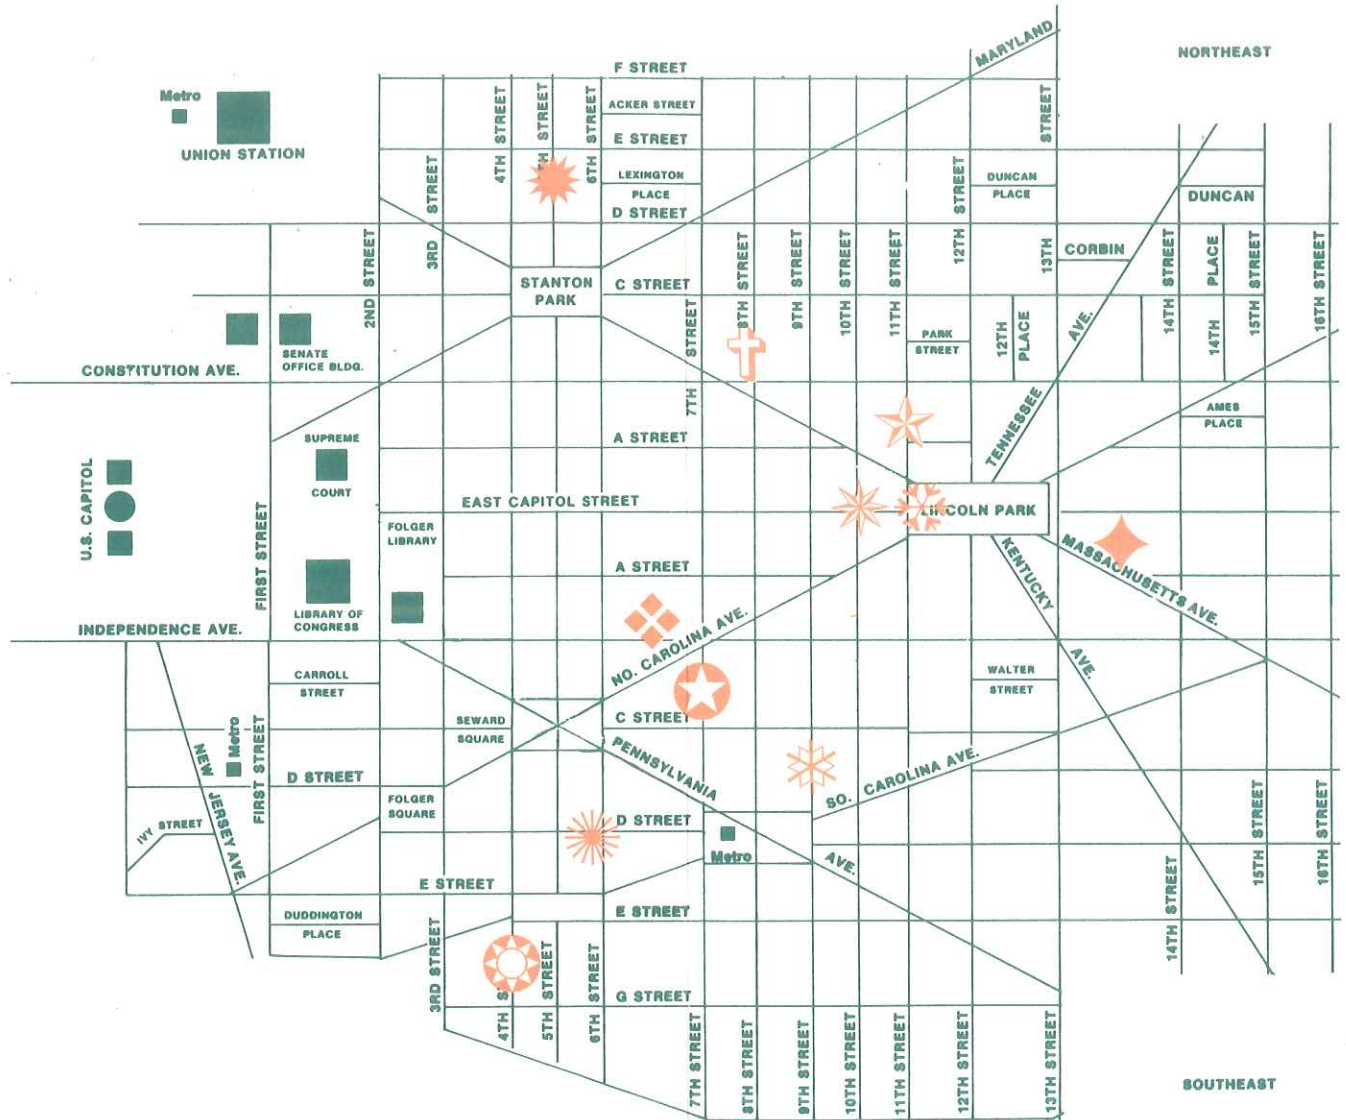 NORTHEAST
MARYLAND
F STREET
Metro
ACKER STREET
4TH STREET
STREET
6TH STREET
STREET
E STREET
UNION STATION
LEXINGTON
PLACE
D STREET
3RD STREET
12TH STREET
DUNCAN
PLACE
DUNCAN
2ND STREET
STANTON
PARK
C STREET
7TH STREET
8TH STREET
9TH STREET
10TH STREET
11TH STREET
13TH
CORBIN
14TH STREET
14TH PLACE
15TH STREET
16TH STREET
PARK
STREET
12TH PLACE
TENNESSEE AVE.
SENATE
OFFICE BLDG.
CONSTITUTION AVE.
7TH
AMES
PLACE
SUPREME
COURT
A STREET
U.S. CAPITOL
EAST CAPITOL STREET
LINCOLN PARK
FIRST STREET
FOLGER
LIBRARY
A STREET
KENTUCKY AVE.
MASSACHUSETTS AVE.
LIBRARY OF
CONGRESS
INDEPENDENCE AVE.
NO. CAROLINA AVE.
CARROLL
STREET
WALTER
STREET
SEWARD
SQUARE
C STREET
Metro
NEW JERSEY AVE.
FIRST STREET
D STREET
PENNSYLVANIA AVE.
SO. CAROLINA AVE.
FOLGER
SQUARE
IVY STREET
D STREET
Metro
14TH STREET
15TH STREET
16TH STREET
E STREET
E STREET
DUDDINGTON
PLACE
3RD STREET
4TH
5TH STREET
6TH STREET
G STREET
7TH STREET
8TH STREET
9TH STREET
10TH STREET
11TH STREET
12TH STREET
13TH STREET
SOUTHEAST